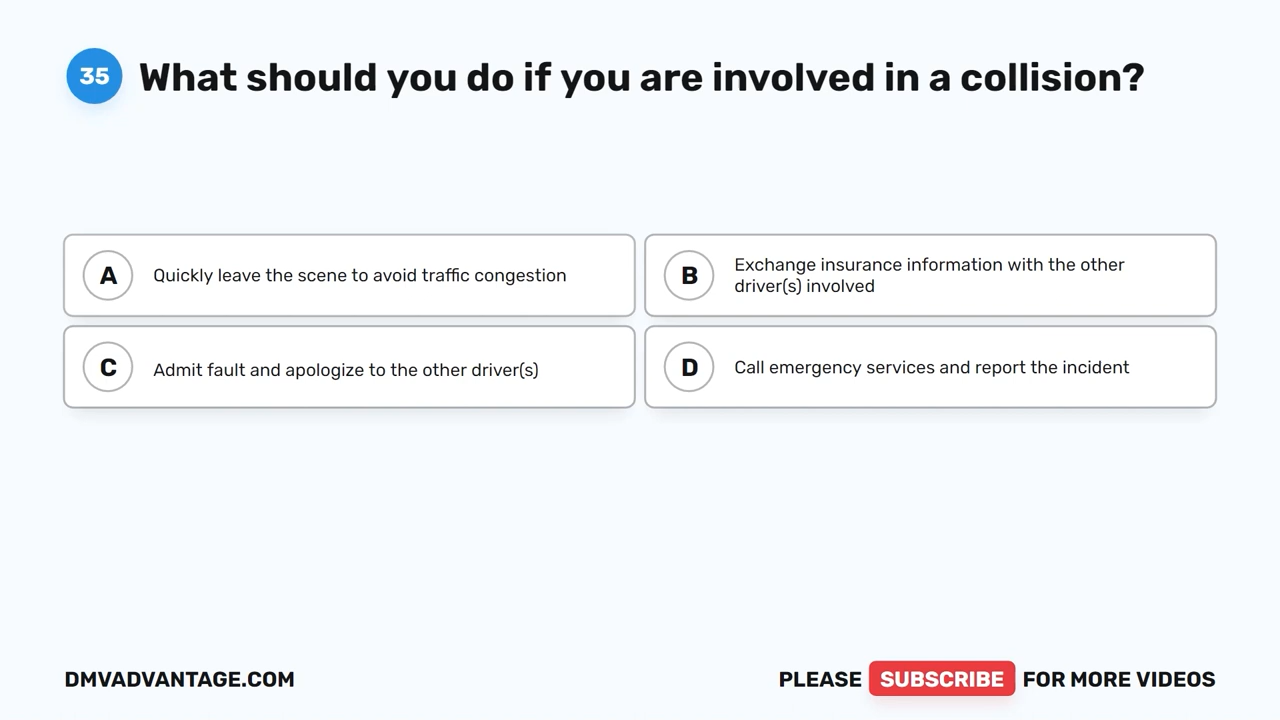 35 What should you do if you are involved in a collision?
A Quickly leave the scene to avoid traffic congestion
B Exchange insurance information with the other
driver(s) involved
C Admit fault and apologize to the other driver(s)
D Call emergency services and report the incident
DMVADVANTAGE.COM
PLEASE SUBSCRIBE FOR MORE VIDEOS